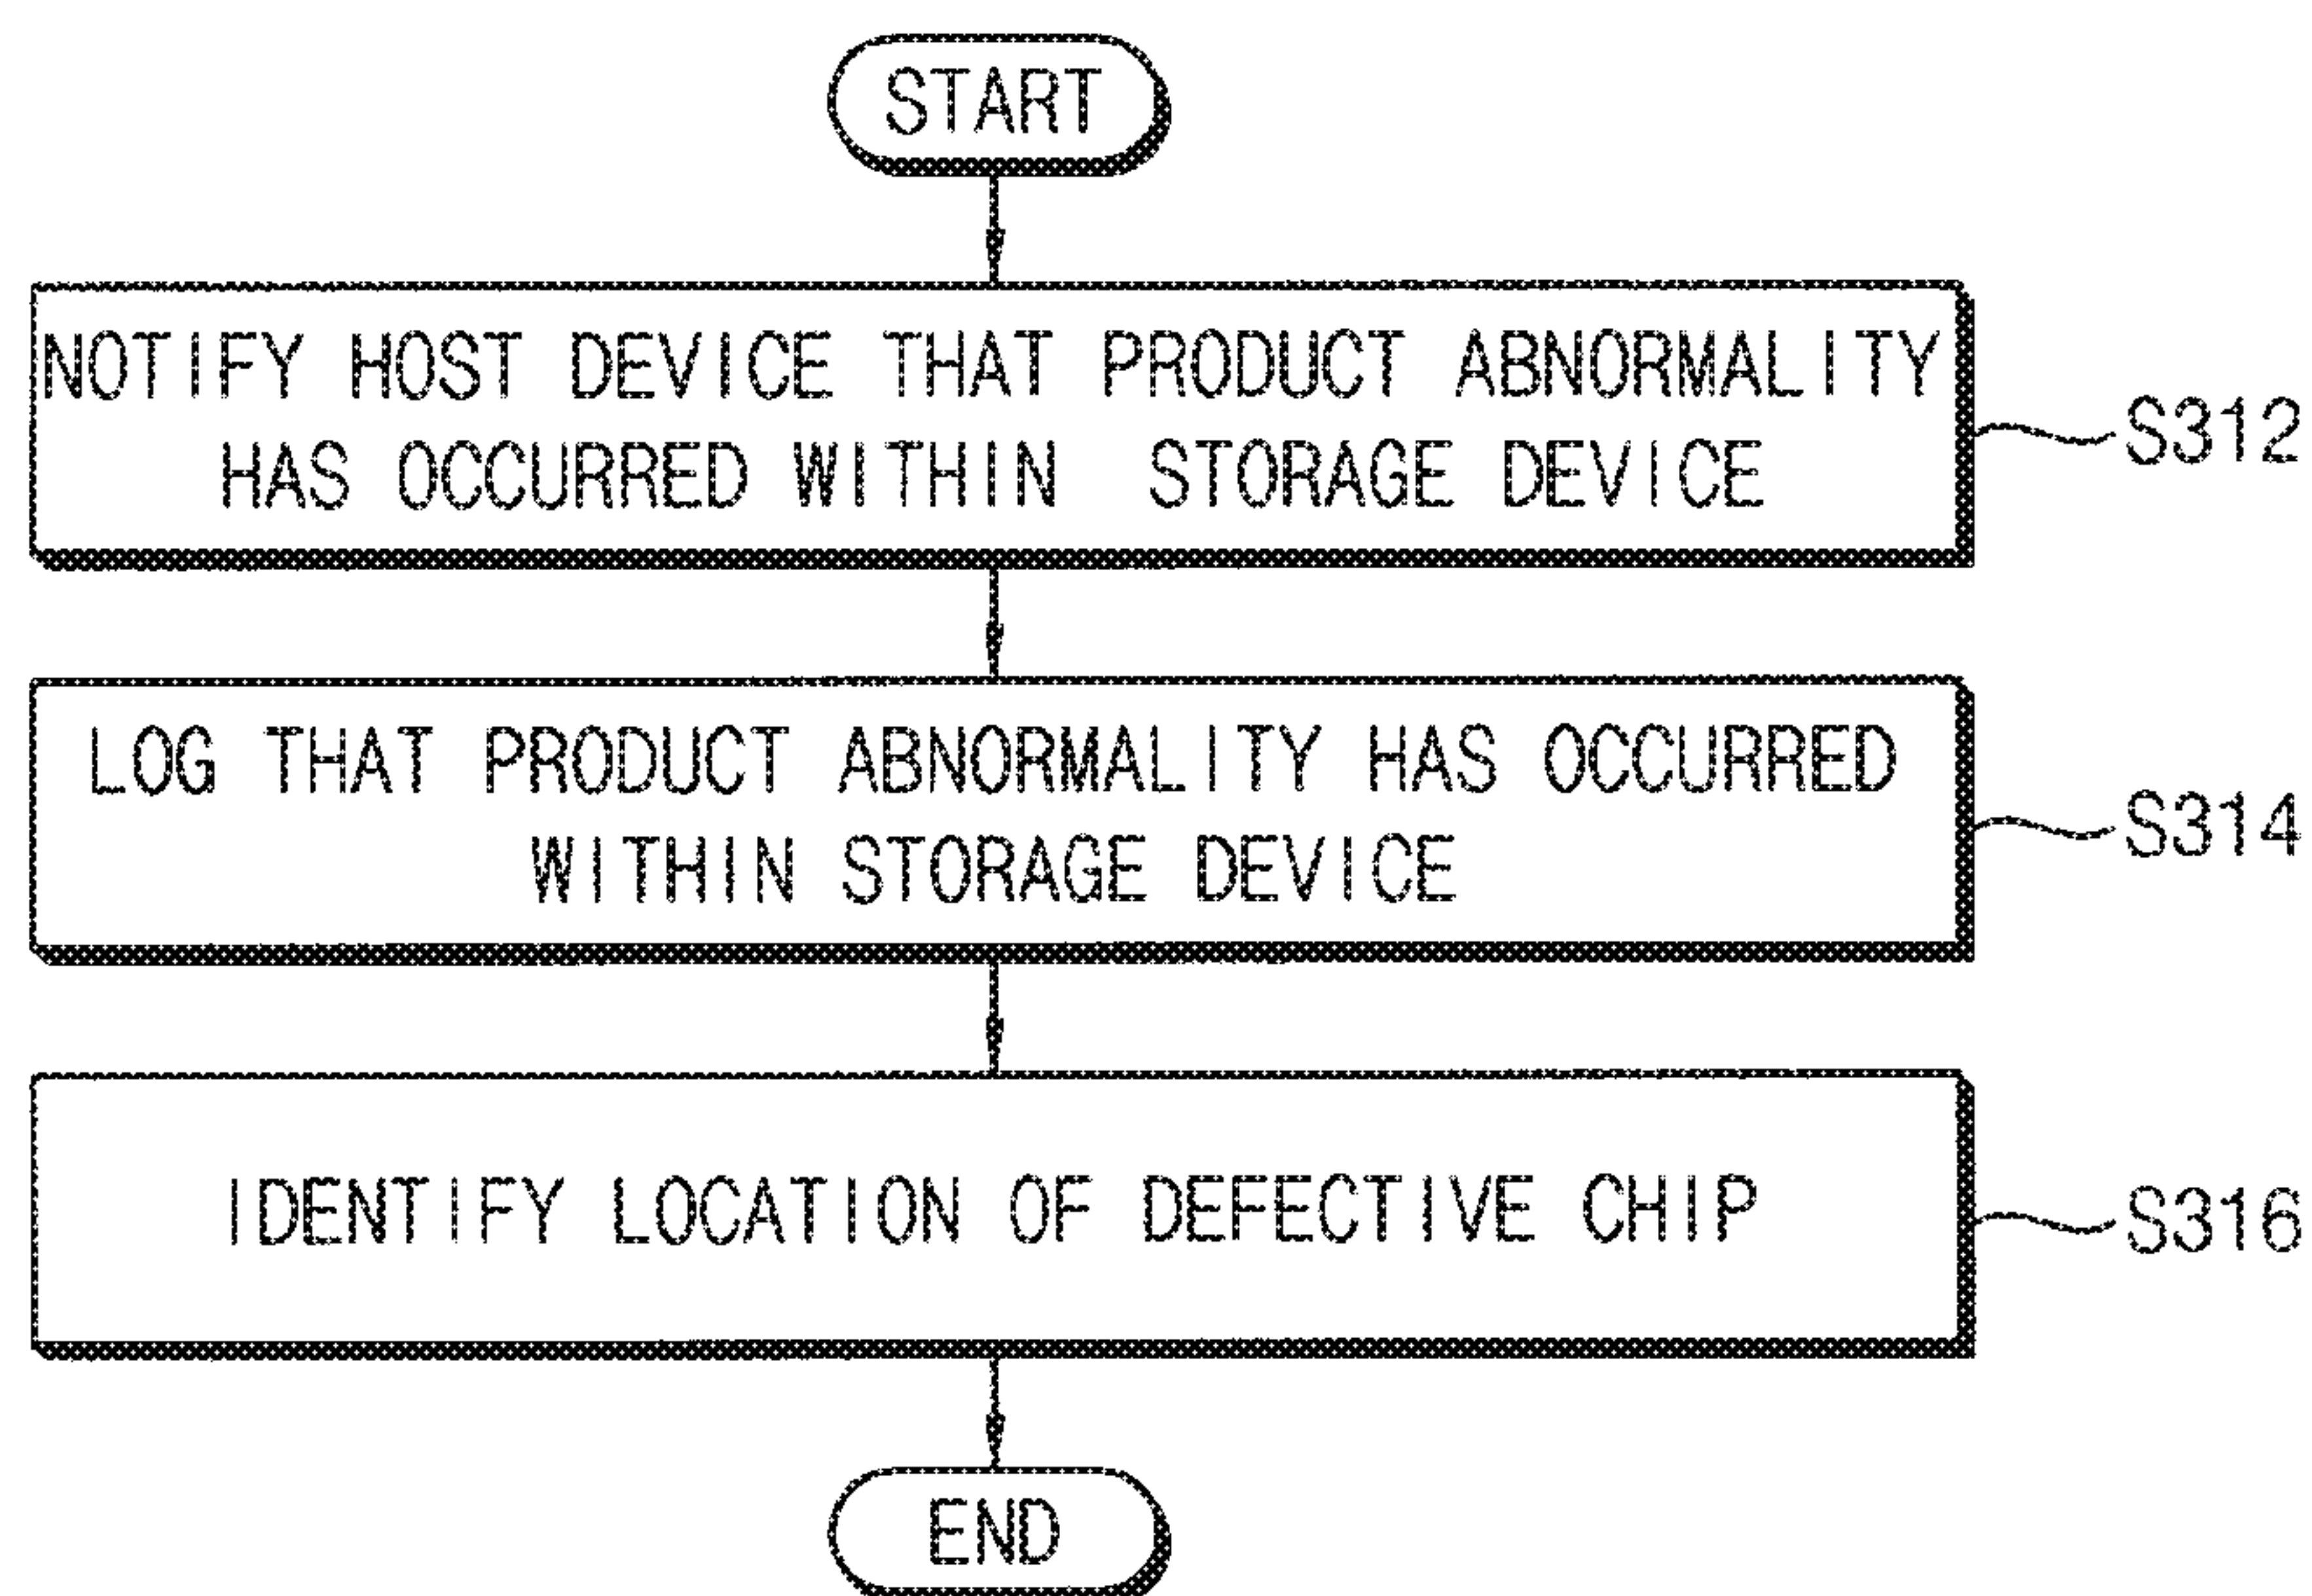 START
NOTIFY HOST DEVICE THAT PRODUCT ABNORMALITY
HAS OCCURRED WITHIN STORAGE DEVICE
S312
LOG THAT PRODUCT ABNORMALITY HAS OCCURRED
WITHIN STORAGE DEVICE
S314
IDENTIFY LOCATION OF DEFECTIVE CHIP
S316
END